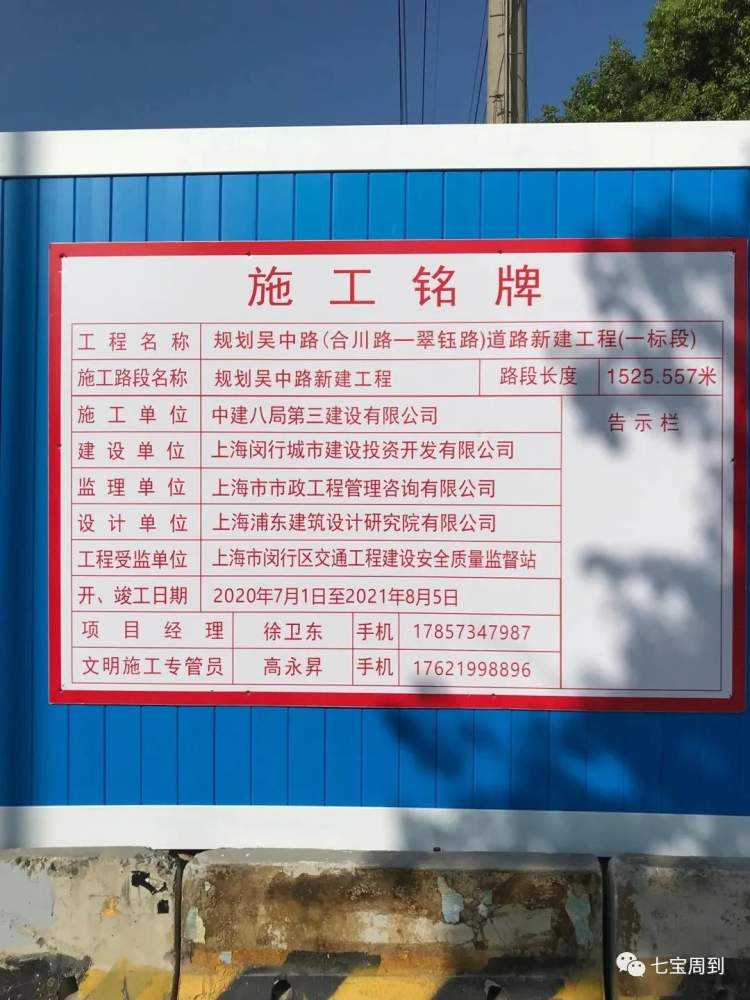 施工铭牌
工程名称 规划吴中路(合川路一翠钰路)道路新建工程(一标段)
施工路段名称 规划吴中路新建工程 路段长度 1525.557米
施工单位 中建八局第三建设有限公司 告示栏
建设单位 上海闵行城市建设投资开发有限公司
监理单位 上海市市政工程管理咨询有限公司
设计单位 上海浦东建筑设计研究院有限公司
工程受监单位 上海市闵行区交通工程建设安全质量监督站
开、竣工日期 2020年7月1日至2021年8月5日
项目经理 徐卫东 手机 17857347987
文明施工专管员 高永昇 手机 17621998896
七宝周到